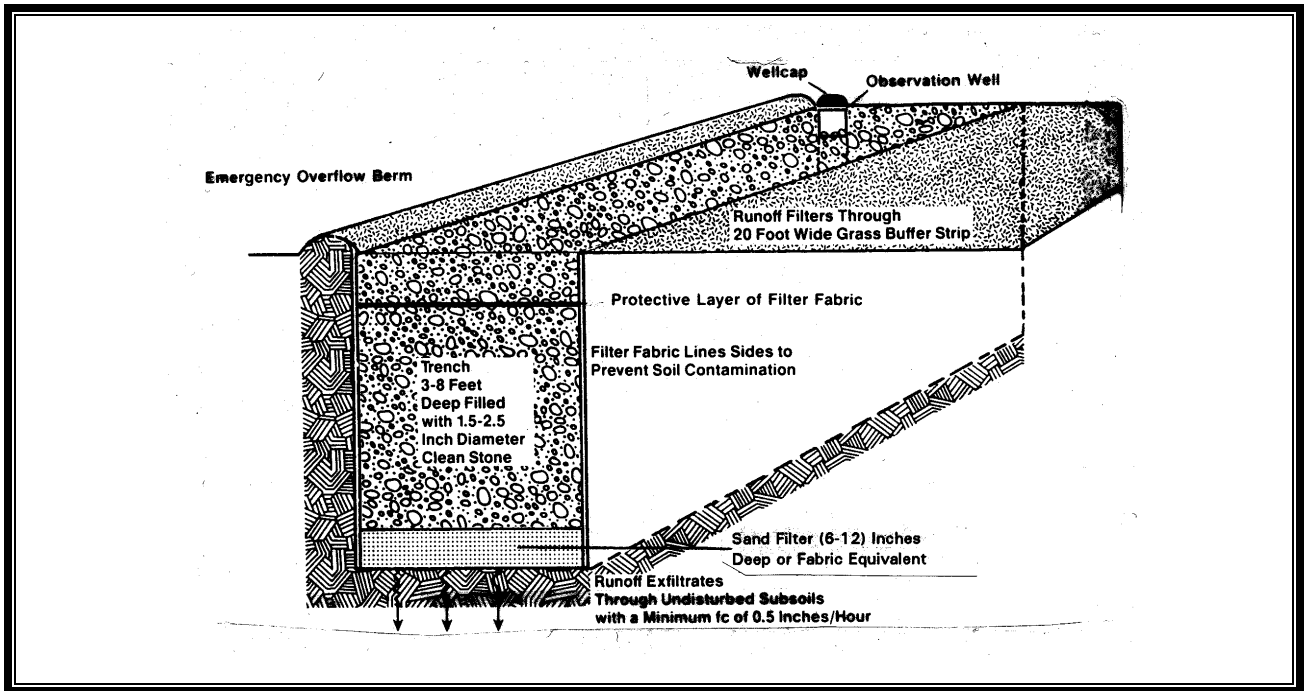 Wellcap
Observation Well
Emergency Overflow Berm
Runoff Filters Through
20 Foot Wide Grass Buffer Strip
Protective Layer of Filter Fabric
Filter Fabric Lines Sides to
Prevent Soil Contamination
Trench
3-8 Feet
Deep Filled
with 1.5-2.5
Inch Diameter
Clean Stone
Sand Filter (6-12) Inches
Deep or Fabric Equivalent
Runoff Exfiltrates
Through Undisturbed Subsoils
with a Minimum fc of 0.5 Inches/Hour